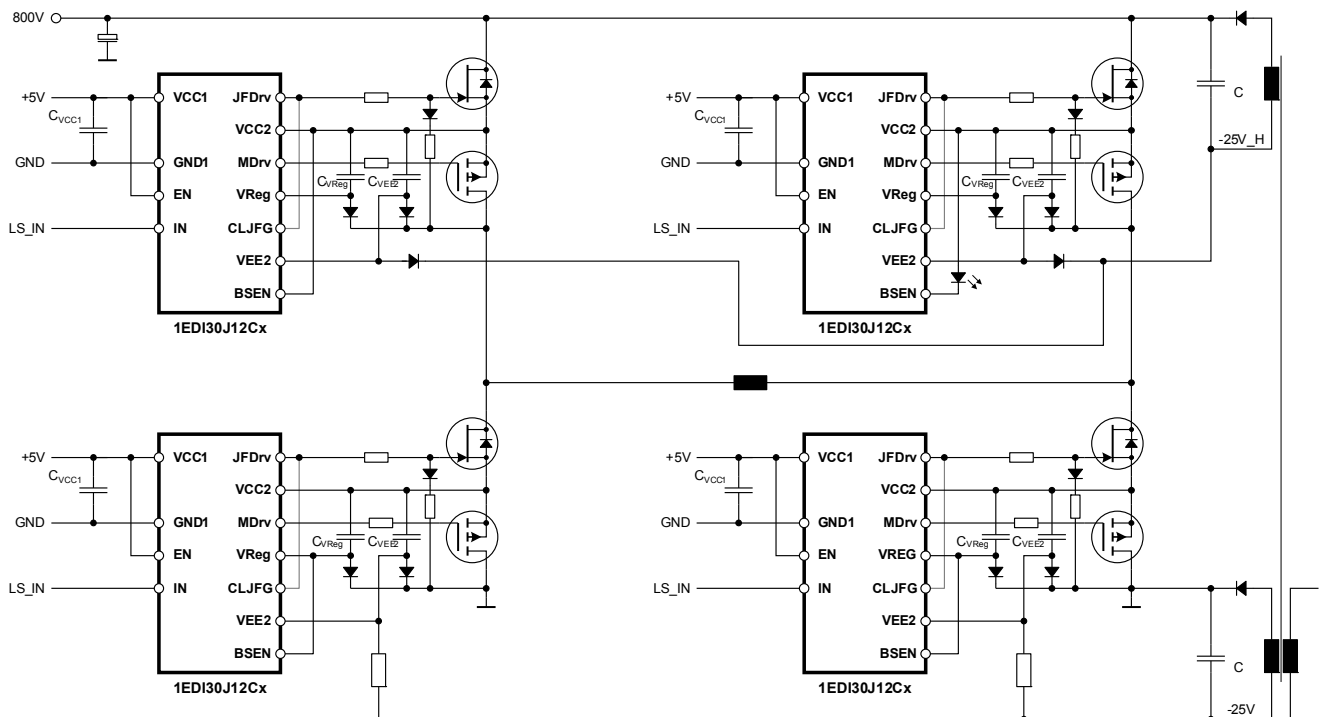 800V
+5V
C_VCC1
GND
LS_IN
VCC1
GND1
EN
IN
JFDrv
VCC2
MDrv
VReg
CLJFG
VEE2
BSEN
C_VReg
C_VEE2
1EDI30J12Cx
+5V
C_VCC1
GND
LS_IN
VCC1
GND1
EN
IN
JFDrv
VCC2
MDrv
VReg
CLJFG
VEE2
BSEN
C_VReg
C_VEE2
1EDI30J12Cx
C
-25V_H
+5V
C_VCC1
GND
LS_IN
VCC1
GND1
EN
IN
JFDrv
VCC2
MDrv
VReg
CLJFG
VEE2
BSEN
C_VReg
C_VEE2
1EDI30J12Cx
+5V
C_VCC1
GND
LS_IN
VCC1
GND1
EN
IN
JFDrv
VCC2
MDrv
VREG
CLJFG
VEE2
BSEN
C_VReg
C_VEE2
1EDI30J12Cx
C
-25V